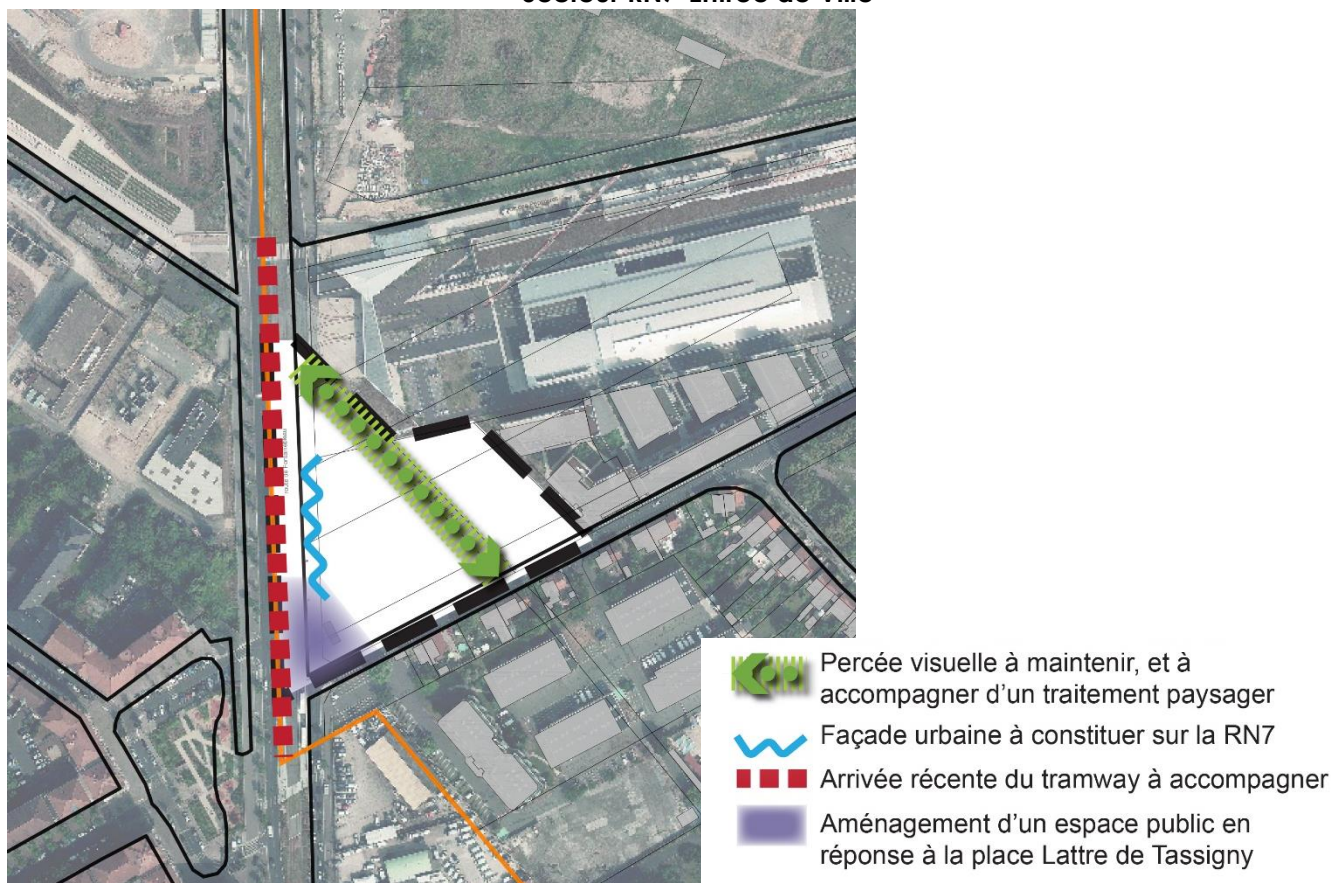 Percée visuelle à maintenir, et à
accompagner d'un traitement paysager
Façade urbaine à constituer sur la RN7
Arrivée récente du tramway à accompagner
Aménagement d'un espace public en
réponse à la place Lattre de Tassigny